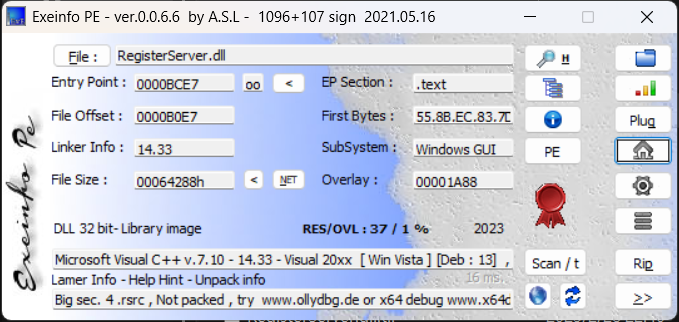 Exeinfo PE - ver.0.0.6.6 by A.S.L - 1096+107 sign 2021.05.16
Exeinfo Pe
File : RegisterServer.dll H
Entry Point : 0000BCE7 oo < EP Section : .text
File Offset : 0000B0E7 First Bytes : 55.8B.EC.83.7D Plug
Linker Info : 14.33 SubSystem : Windows GUI PE
File Size : 00064288h < NET Overlay : 00001A88
DLL 32 bit- Library image RES/OVL : 37 / 1 % 2023
Microsoft Visual C++ v.7.10 - 14.33 - Visual 20xx [ Win Vista ] [Deb : 13] , Scan / t Rip
Lamer Info - Help Hint - Unpack info 16 ms.
Big sec. 4 .rsrc , Not packed , try www.ollydbg.de or x64 debug www.x64d >>